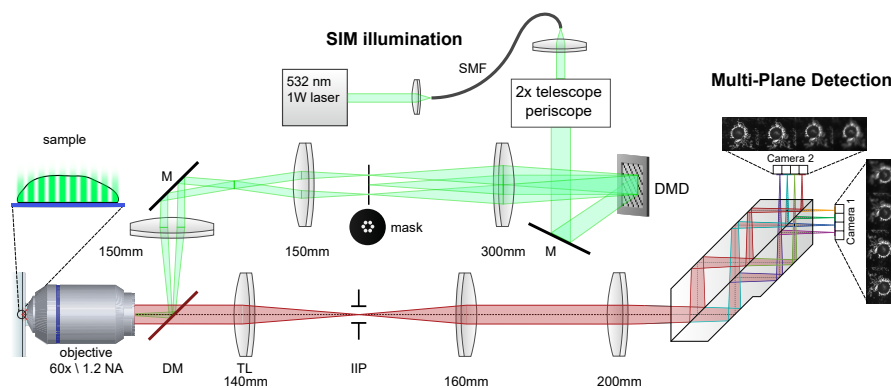 SIM illumination
SMF
532 nm
1W laser
2x telescope
periscope
Multi-Plane Detection
sample
Camera 2
M
DMD
Camera 1
mask
150mm
150mm
300mm
M
objective
60x \ 1.2 NA
DM
TL
140mm
IIP
160mm
200mm